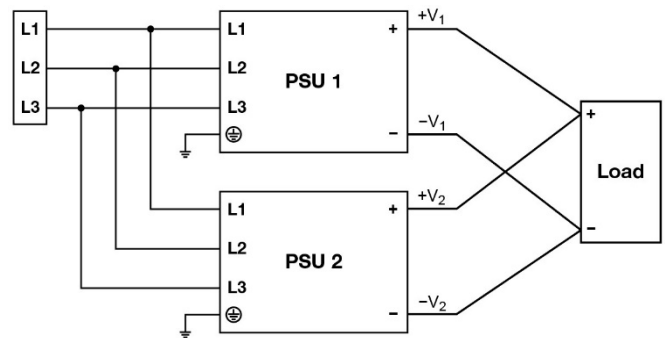 L1
L2
L3
L1
L2
L3
PSU 1
+
−
+V₁
−V₁
L1
L2
L3
PSU 2
+
−
+V₂
−V₂
+
−
Load